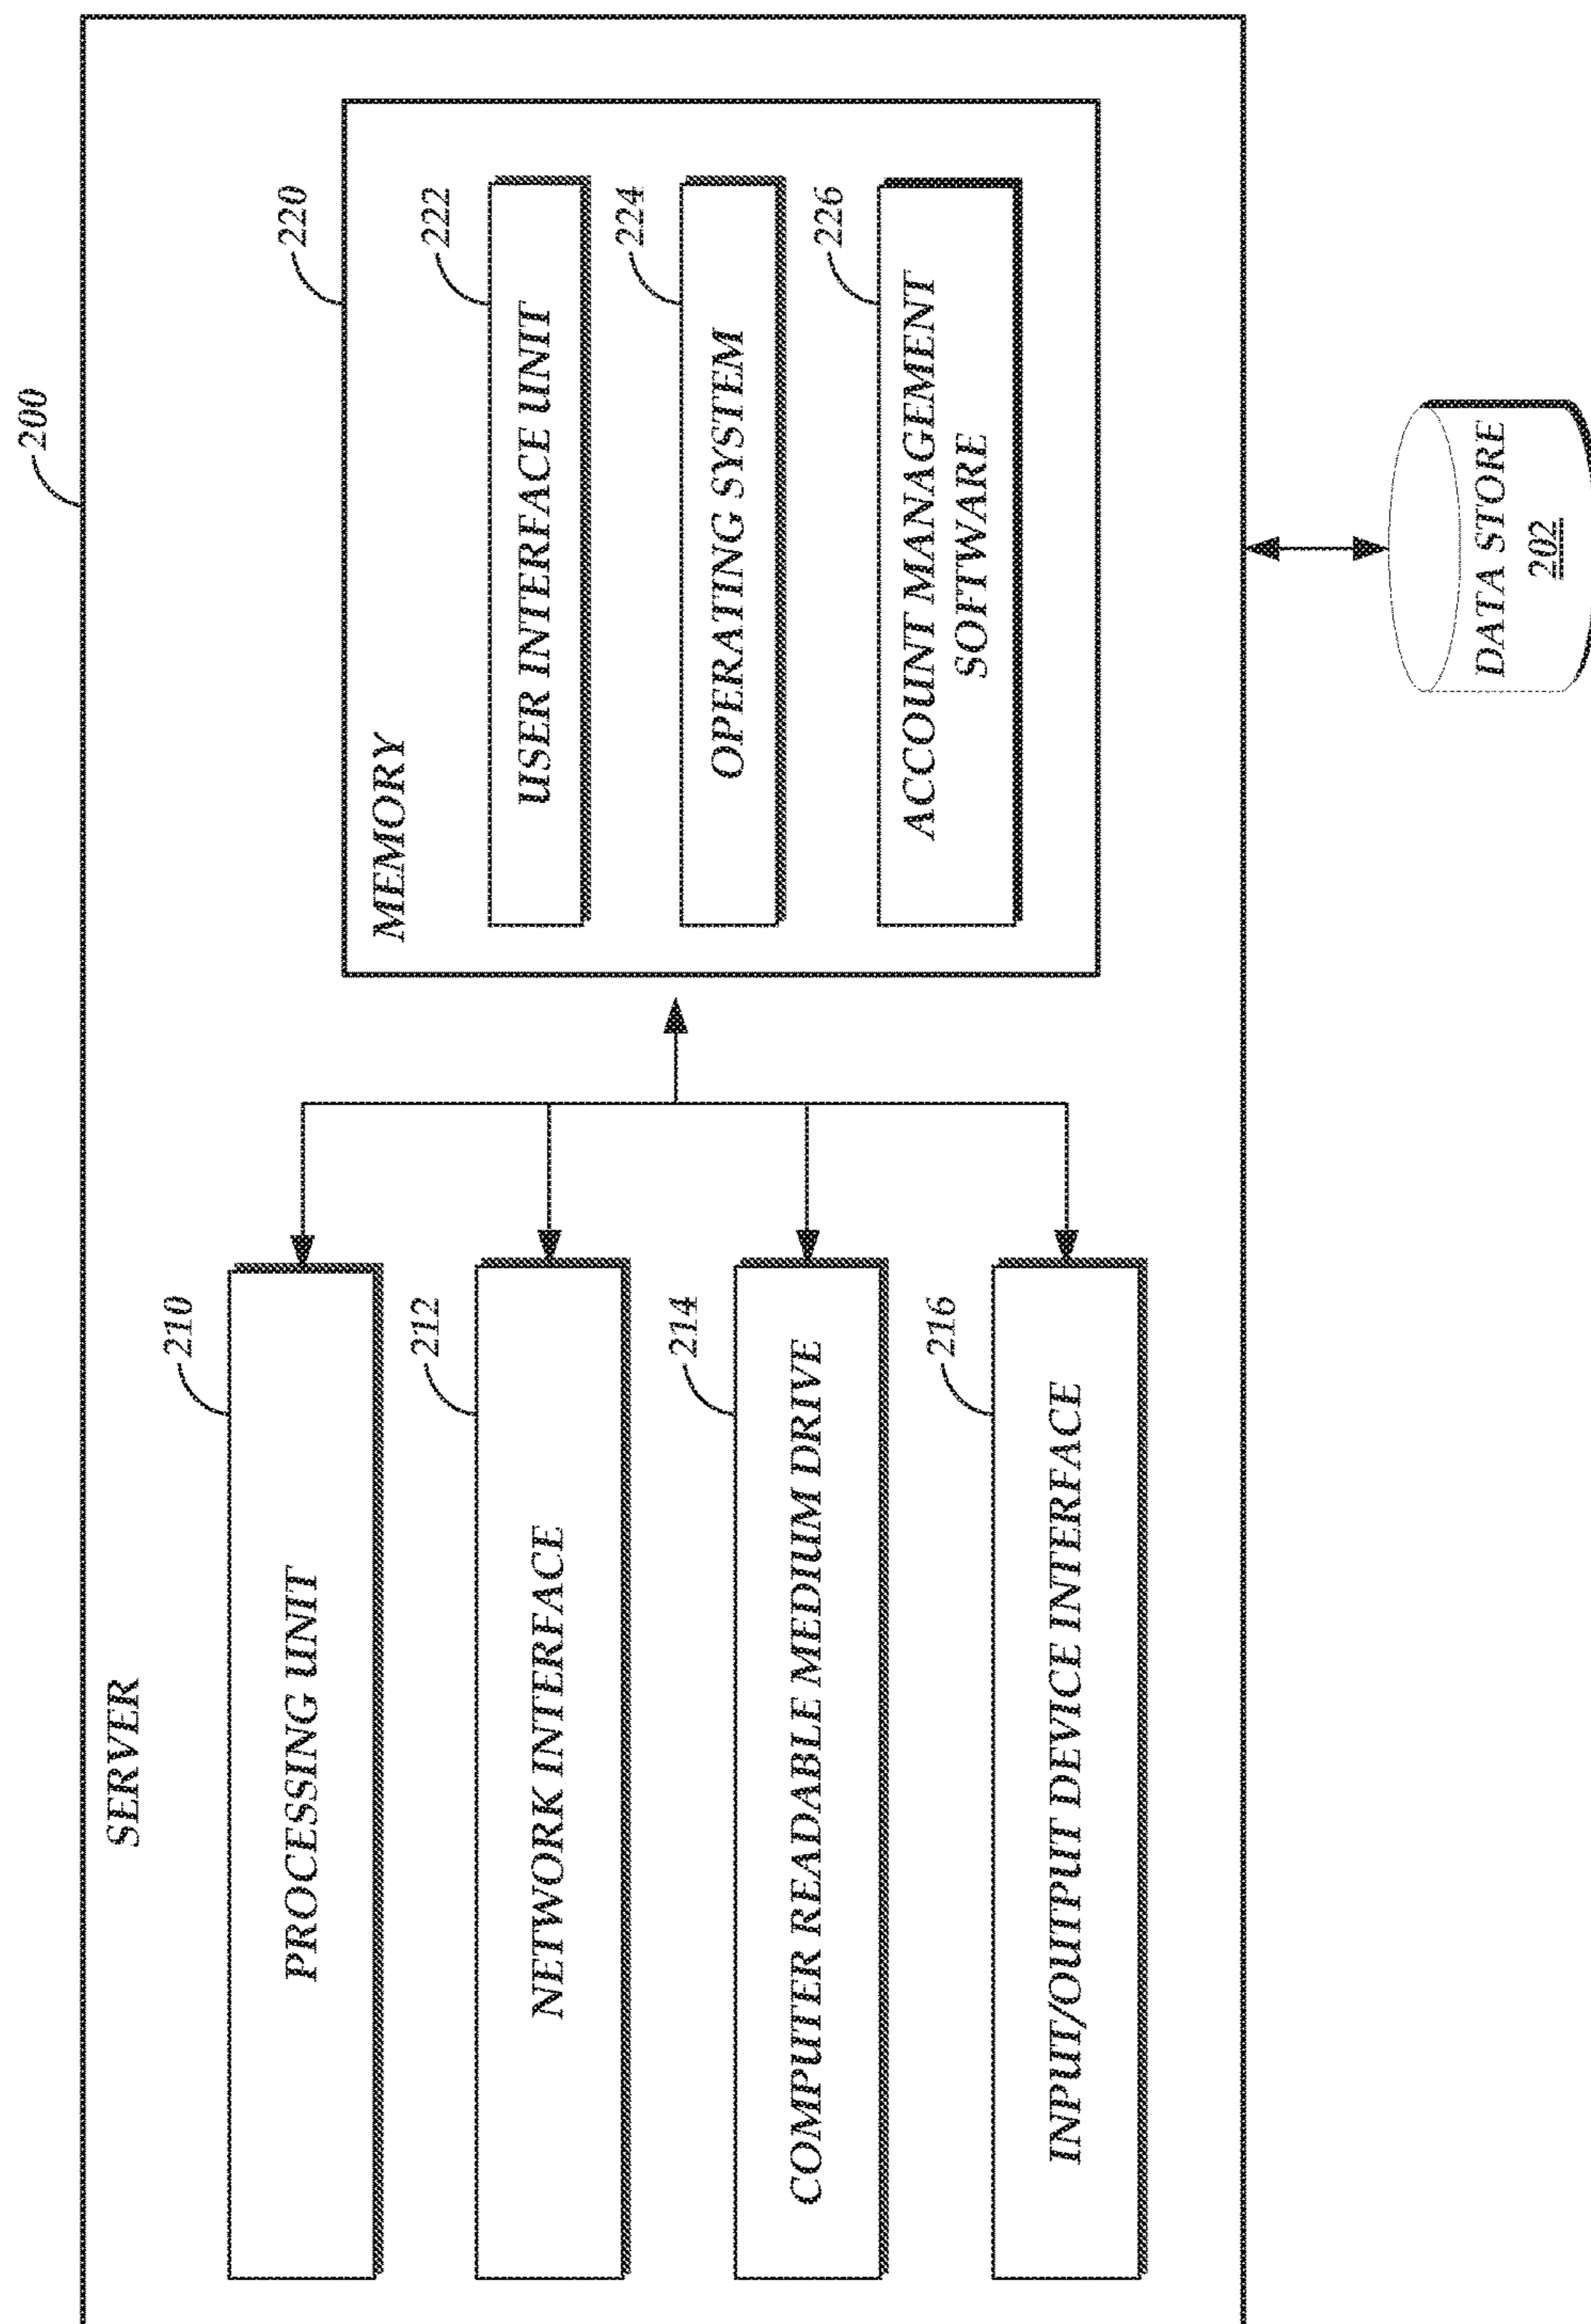 200
SERVER
210
PROCESSING UNIT
212
NETWORK INTERFACE
214
COMPUTER READABLE MEDIUM DRIVE
216
INPUT/OUTPUT DEVICE INTERFACE
220
MEMORY
222
USER INTERFACE UNIT
224
OPERATING SYSTEM
226
ACCOUNT MANAGEMENT
SOFTWARE
DATA STORE
202